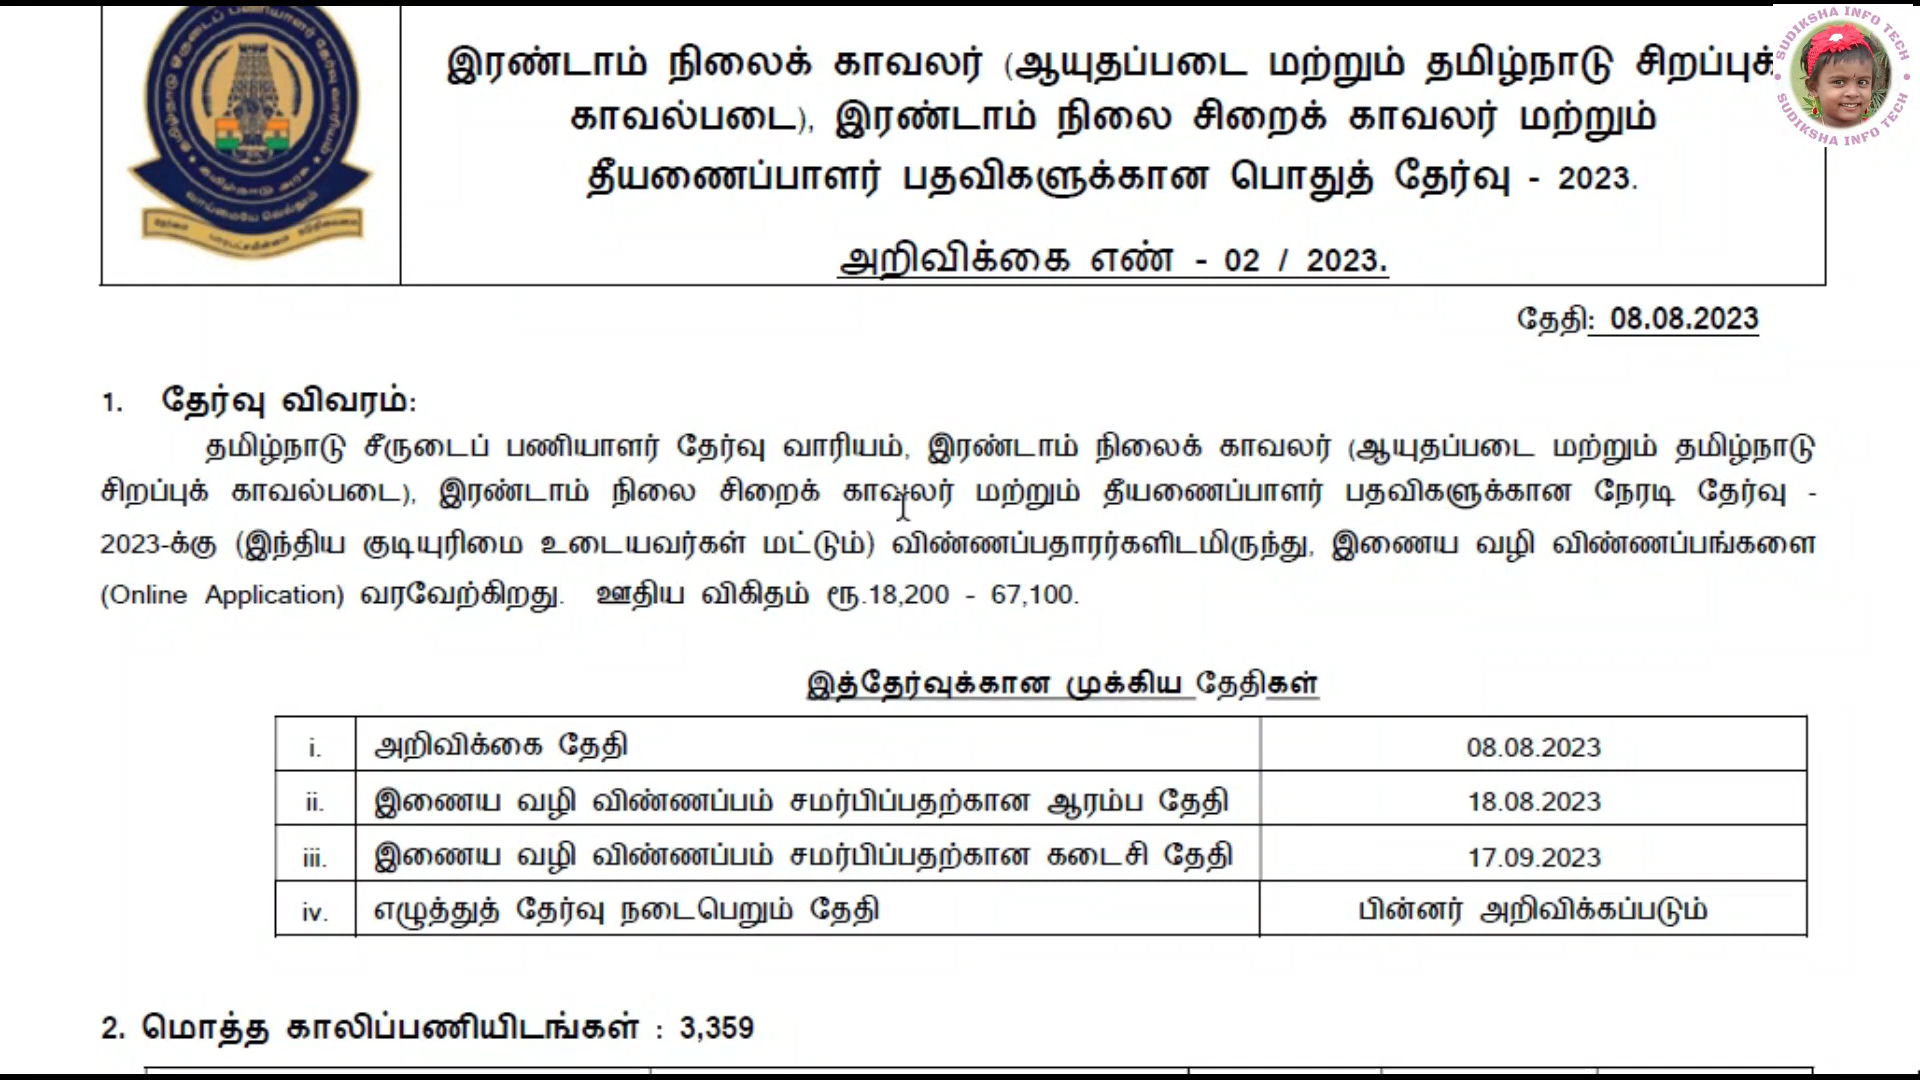 இரண்டாம் நிலைக் காவலர் (ஆயுதப்படை மற்றும் தமிழ்நாடு சிறப்புக்
காவல்படை), இரண்டாம் நிலை சிறைக் காவலர் மற்றும்
தீயணைப்பாளர் பதவிகளுக்கான பொதுத் தேர்வு - 2023.
அறிவிக்கை எண் - 02 / 2023.
SUDIKSHA INFO TECH
SUDIKSHA INFO TECH
தேதி: 08.08.2023
1. தேர்வு விவரம்:
தமிழ்நாடு சீருடைப் பணியாளர் தேர்வு வாரியம், இரண்டாம் நிலைக் காவலர் (ஆயுதப்படை மற்றும் தமிழ்நாடு
சிறப்புக் காவல்படை), இரண்டாம் நிலை சிறைக் காவலர் மற்றும் தீயணைப்பாளர் பதவிகளுக்கான நேரடி தேர்வு -
2023-க்கு (இந்திய குடியுரிமை உடையவர்கள் மட்டும்) விண்ணப்பதாரர்களிடமிருந்து, இணைய வழி விண்ணப்பங்களை
(Online Application) வரவேற்கிறது. ஊதிய விகிதம் ரூ.18,200 - 67,100.
இத்தேர்வுக்கான முக்கிய தேதிகள்
i. அறிவிக்கை தேதி 08.08.2023
ii. இணைய வழி விண்ணப்பம் சமர்பிப்பதற்கான ஆரம்ப தேதி 18.08.2023
iii. இணைய வழி விண்ணப்பம் சமர்பிப்பதற்கான கடைசி தேதி 17.09.2023
iv. எழுத்துத் தேர்வு நடைபெறும் தேதி பின்னர் அறிவிக்கப்படும்
2. மொத்த காலிப்பணியிடங்கள் : 3,359